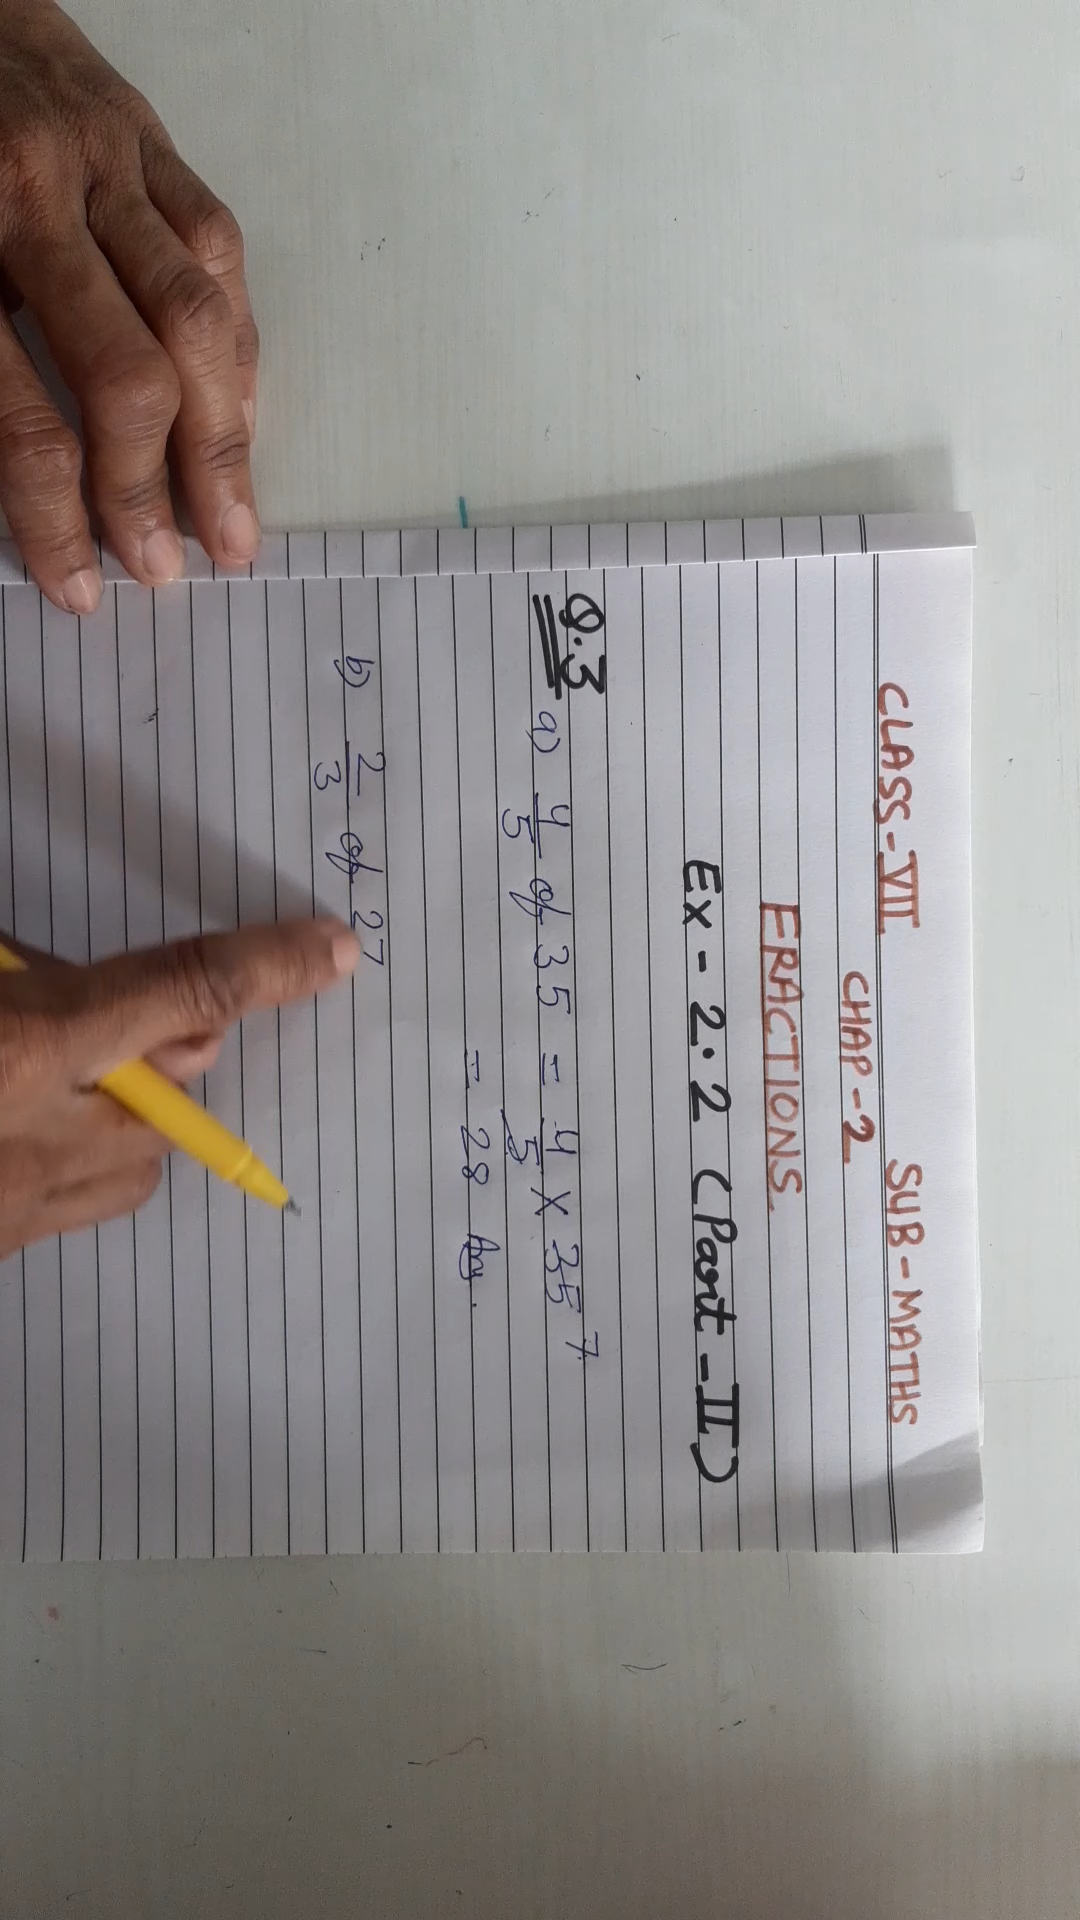 CLASS-VII SUB-MATHS
CHAP-2
FRACTIONS
Ex-2.2 (Part-II)
Q.3
a) 4/5 of 35 = 4/5 X 35 7
= 28 Ans.
b) 2/3 of 27